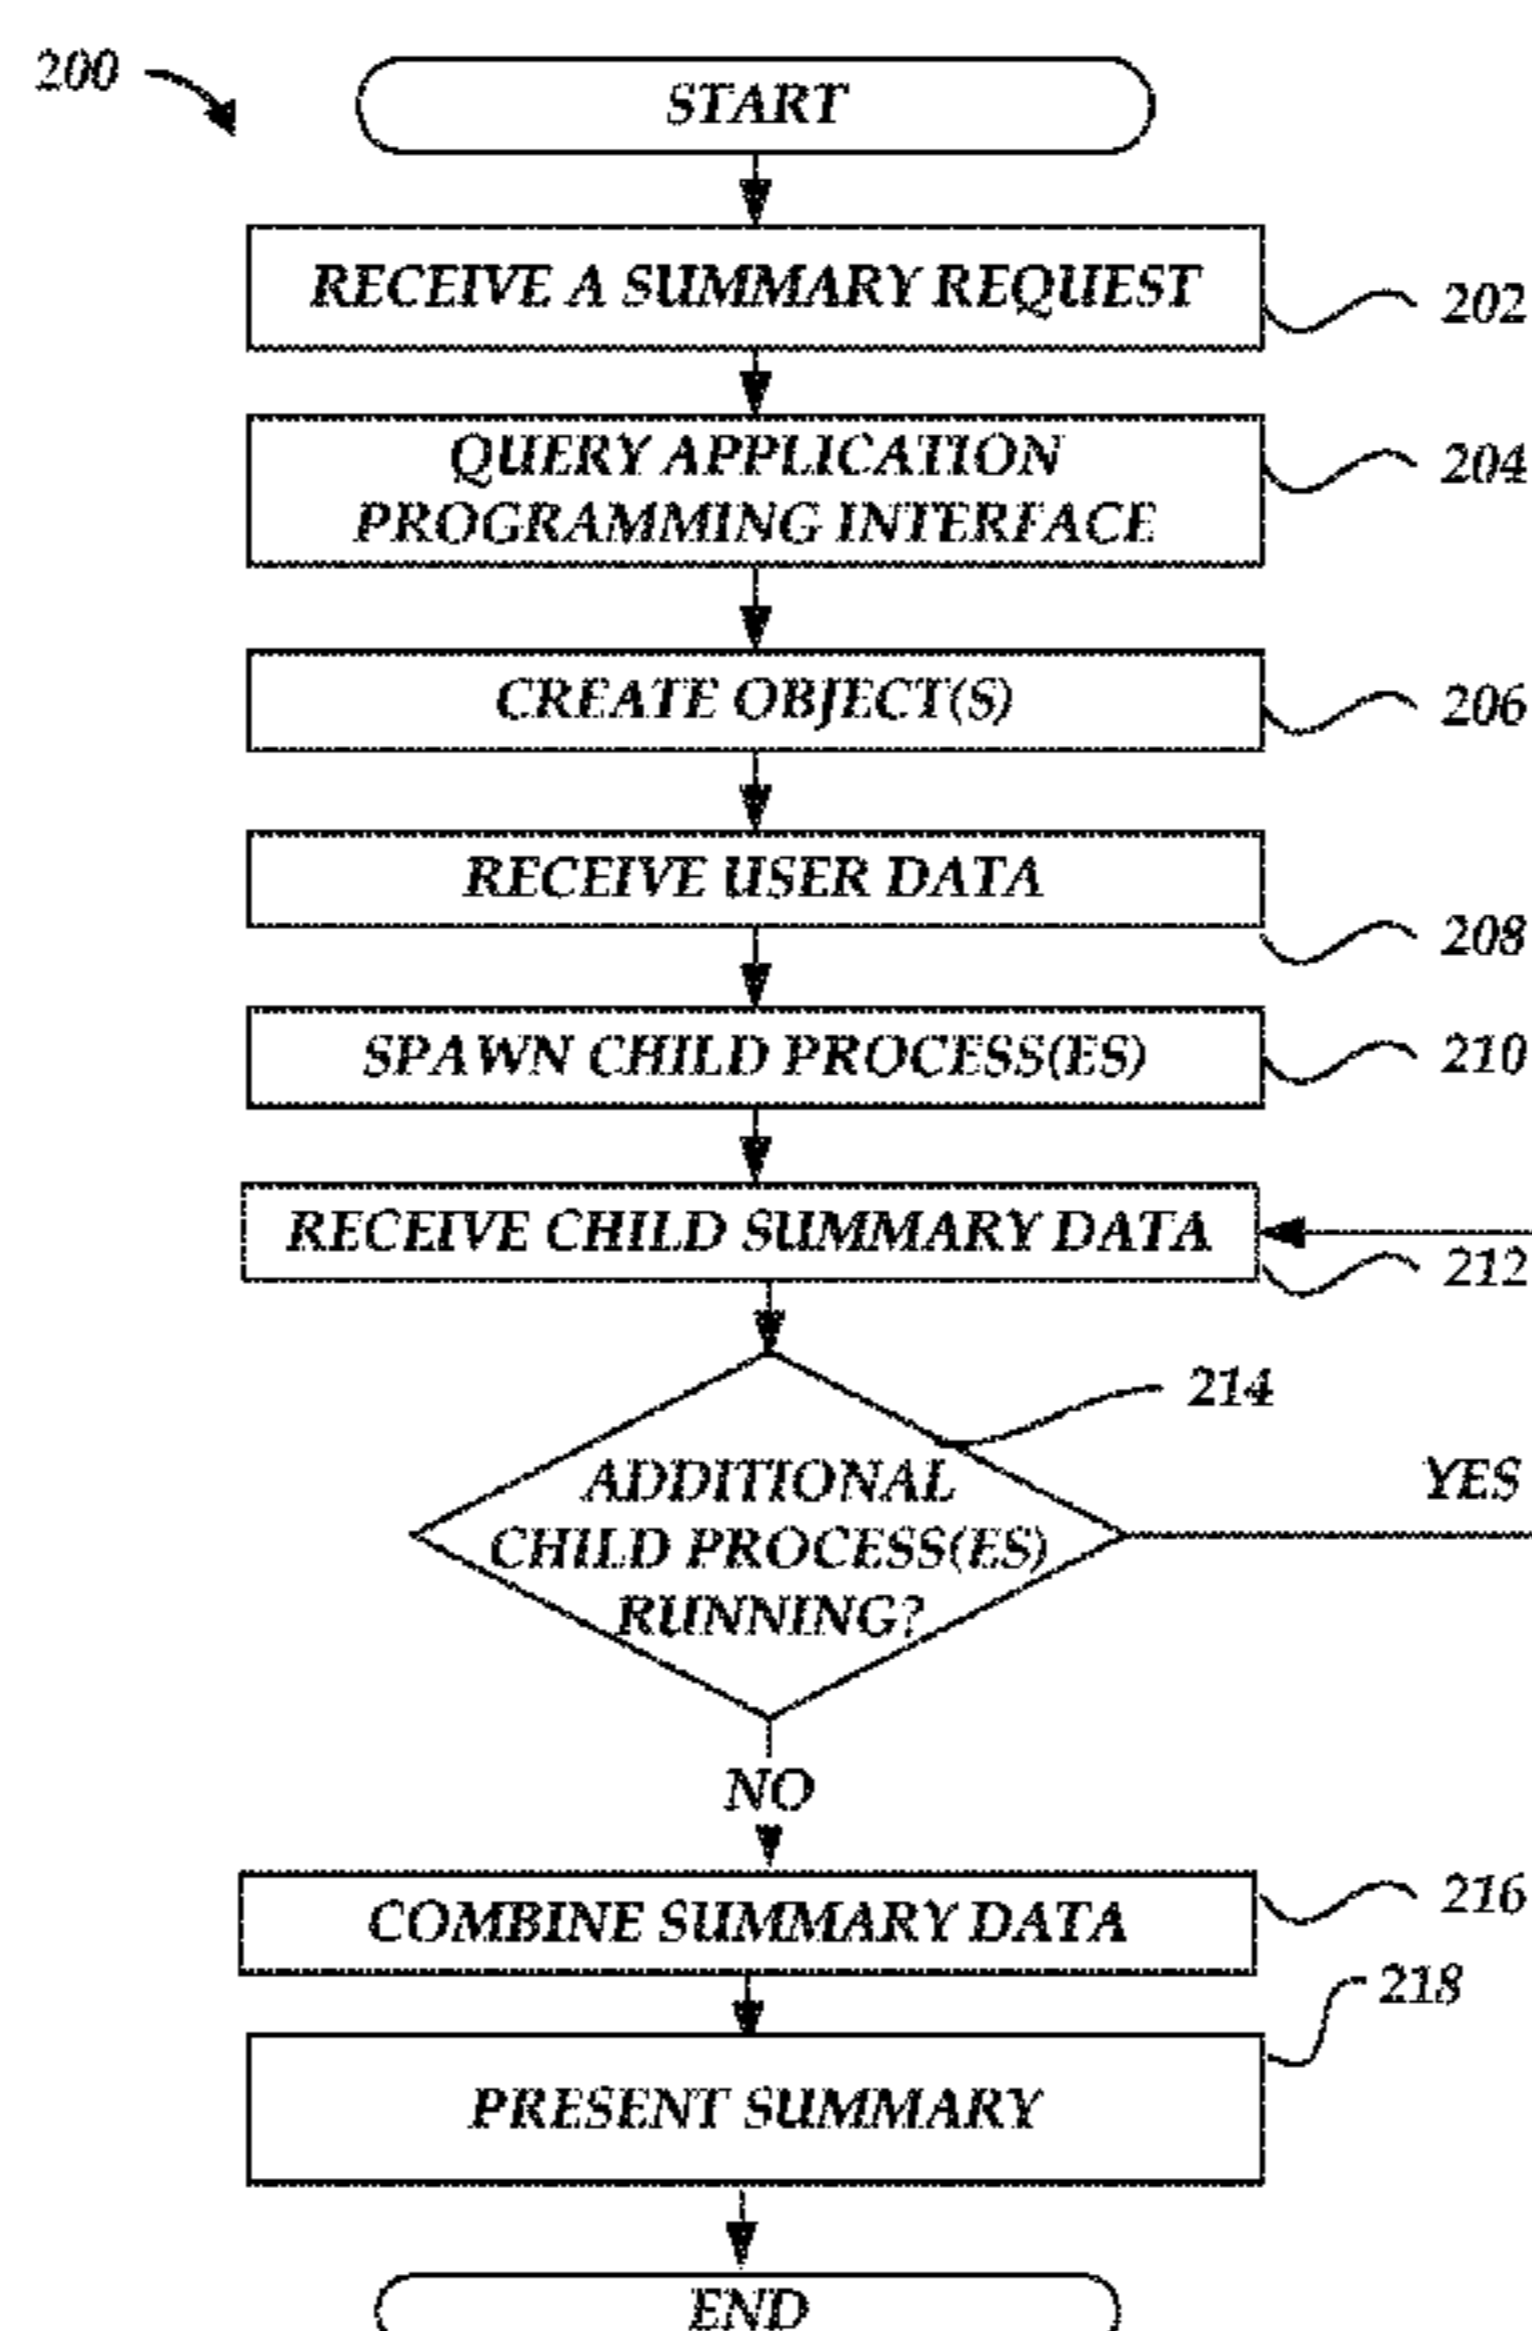 200
START
RECEIVE A SUMMARY REQUEST
202
QUERY APPLICATION
PROGRAMMING INTERFACE
204
CREATE OBJECT(S)
206
RECEIVE USER DATA
208
SPAWN CHILD PROCESS(ES)
210
RECEIVE CHILD SUMMARY DATA
212
214
ADDITIONAL
CHILD PROCESS(ES)
RUNNING?
YES
NO
COMBINE SUMMARY DATA
216
218
PRESENT SUMMARY
END